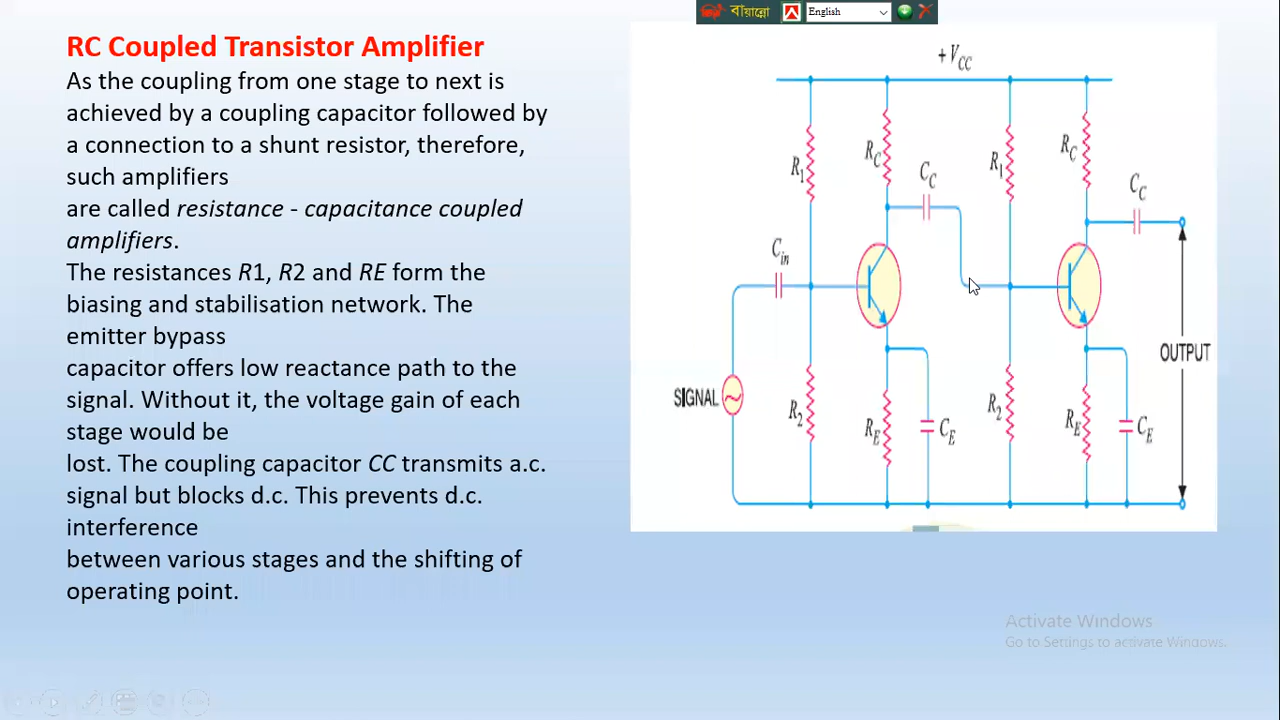 বায়ান্নো English
RC Coupled Transistor Amplifier
As the coupling from one stage to next is
achieved by a coupling capacitor followed by
a connection to a shunt resistor, therefore,
such amplifiers
are called resistance - capacitance coupled
amplifiers.
The resistances R1, R2 and RE form the
biasing and stabilisation network. The
emitter bypass
capacitor offers low reactance path to the
signal. Without it, the voltage gain of each
stage would be
lost. The coupling capacitor CC transmits a.c.
signal but blocks d.c. This prevents d.c.
interference
between various stages and the shifting of
operating point.
+VCC
R1 RC CC R1 RC CC
Cin
SIGNAL
OUTPUT
R2 RE CE R2 RE CE
Activate Windows
Go to Settings to activate Windows.